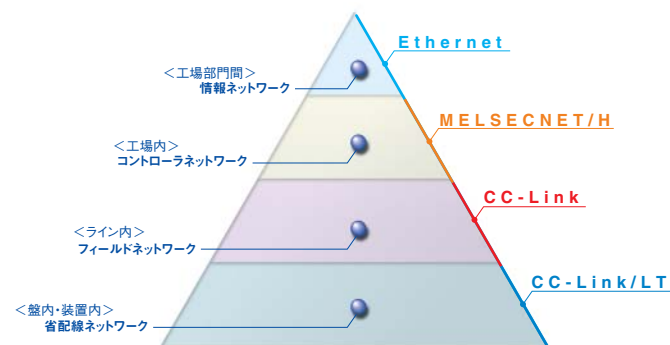 Ethernet
<工場部門間>
情報ネットワーク
MELSECNET/H
<工場内>
コントローラネットワーク
CC-Link
<ライン内>
フィールドネットワーク
CC-Link/LT
<盤内・装置内>
省配線ネットワーク